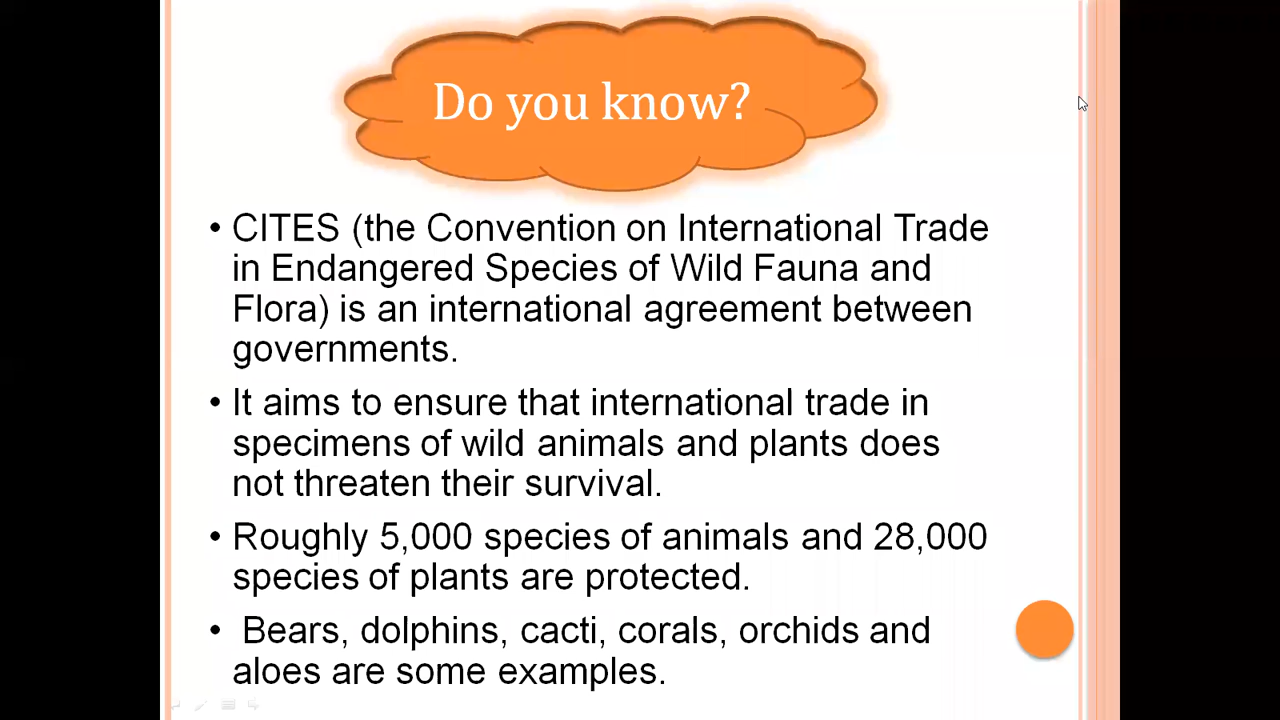 Do you know?
• CITES (the Convention on International Trade
in Endangered Species of Wild Fauna and
Flora) is an international agreement between
governments.
• It aims to ensure that international trade in
specimens of wild animals and plants does
not threaten their survival.
• Roughly 5,000 species of animals and 28,000
species of plants are protected.
• Bears, dolphins, cacti, corals, orchids and
aloes are some examples.